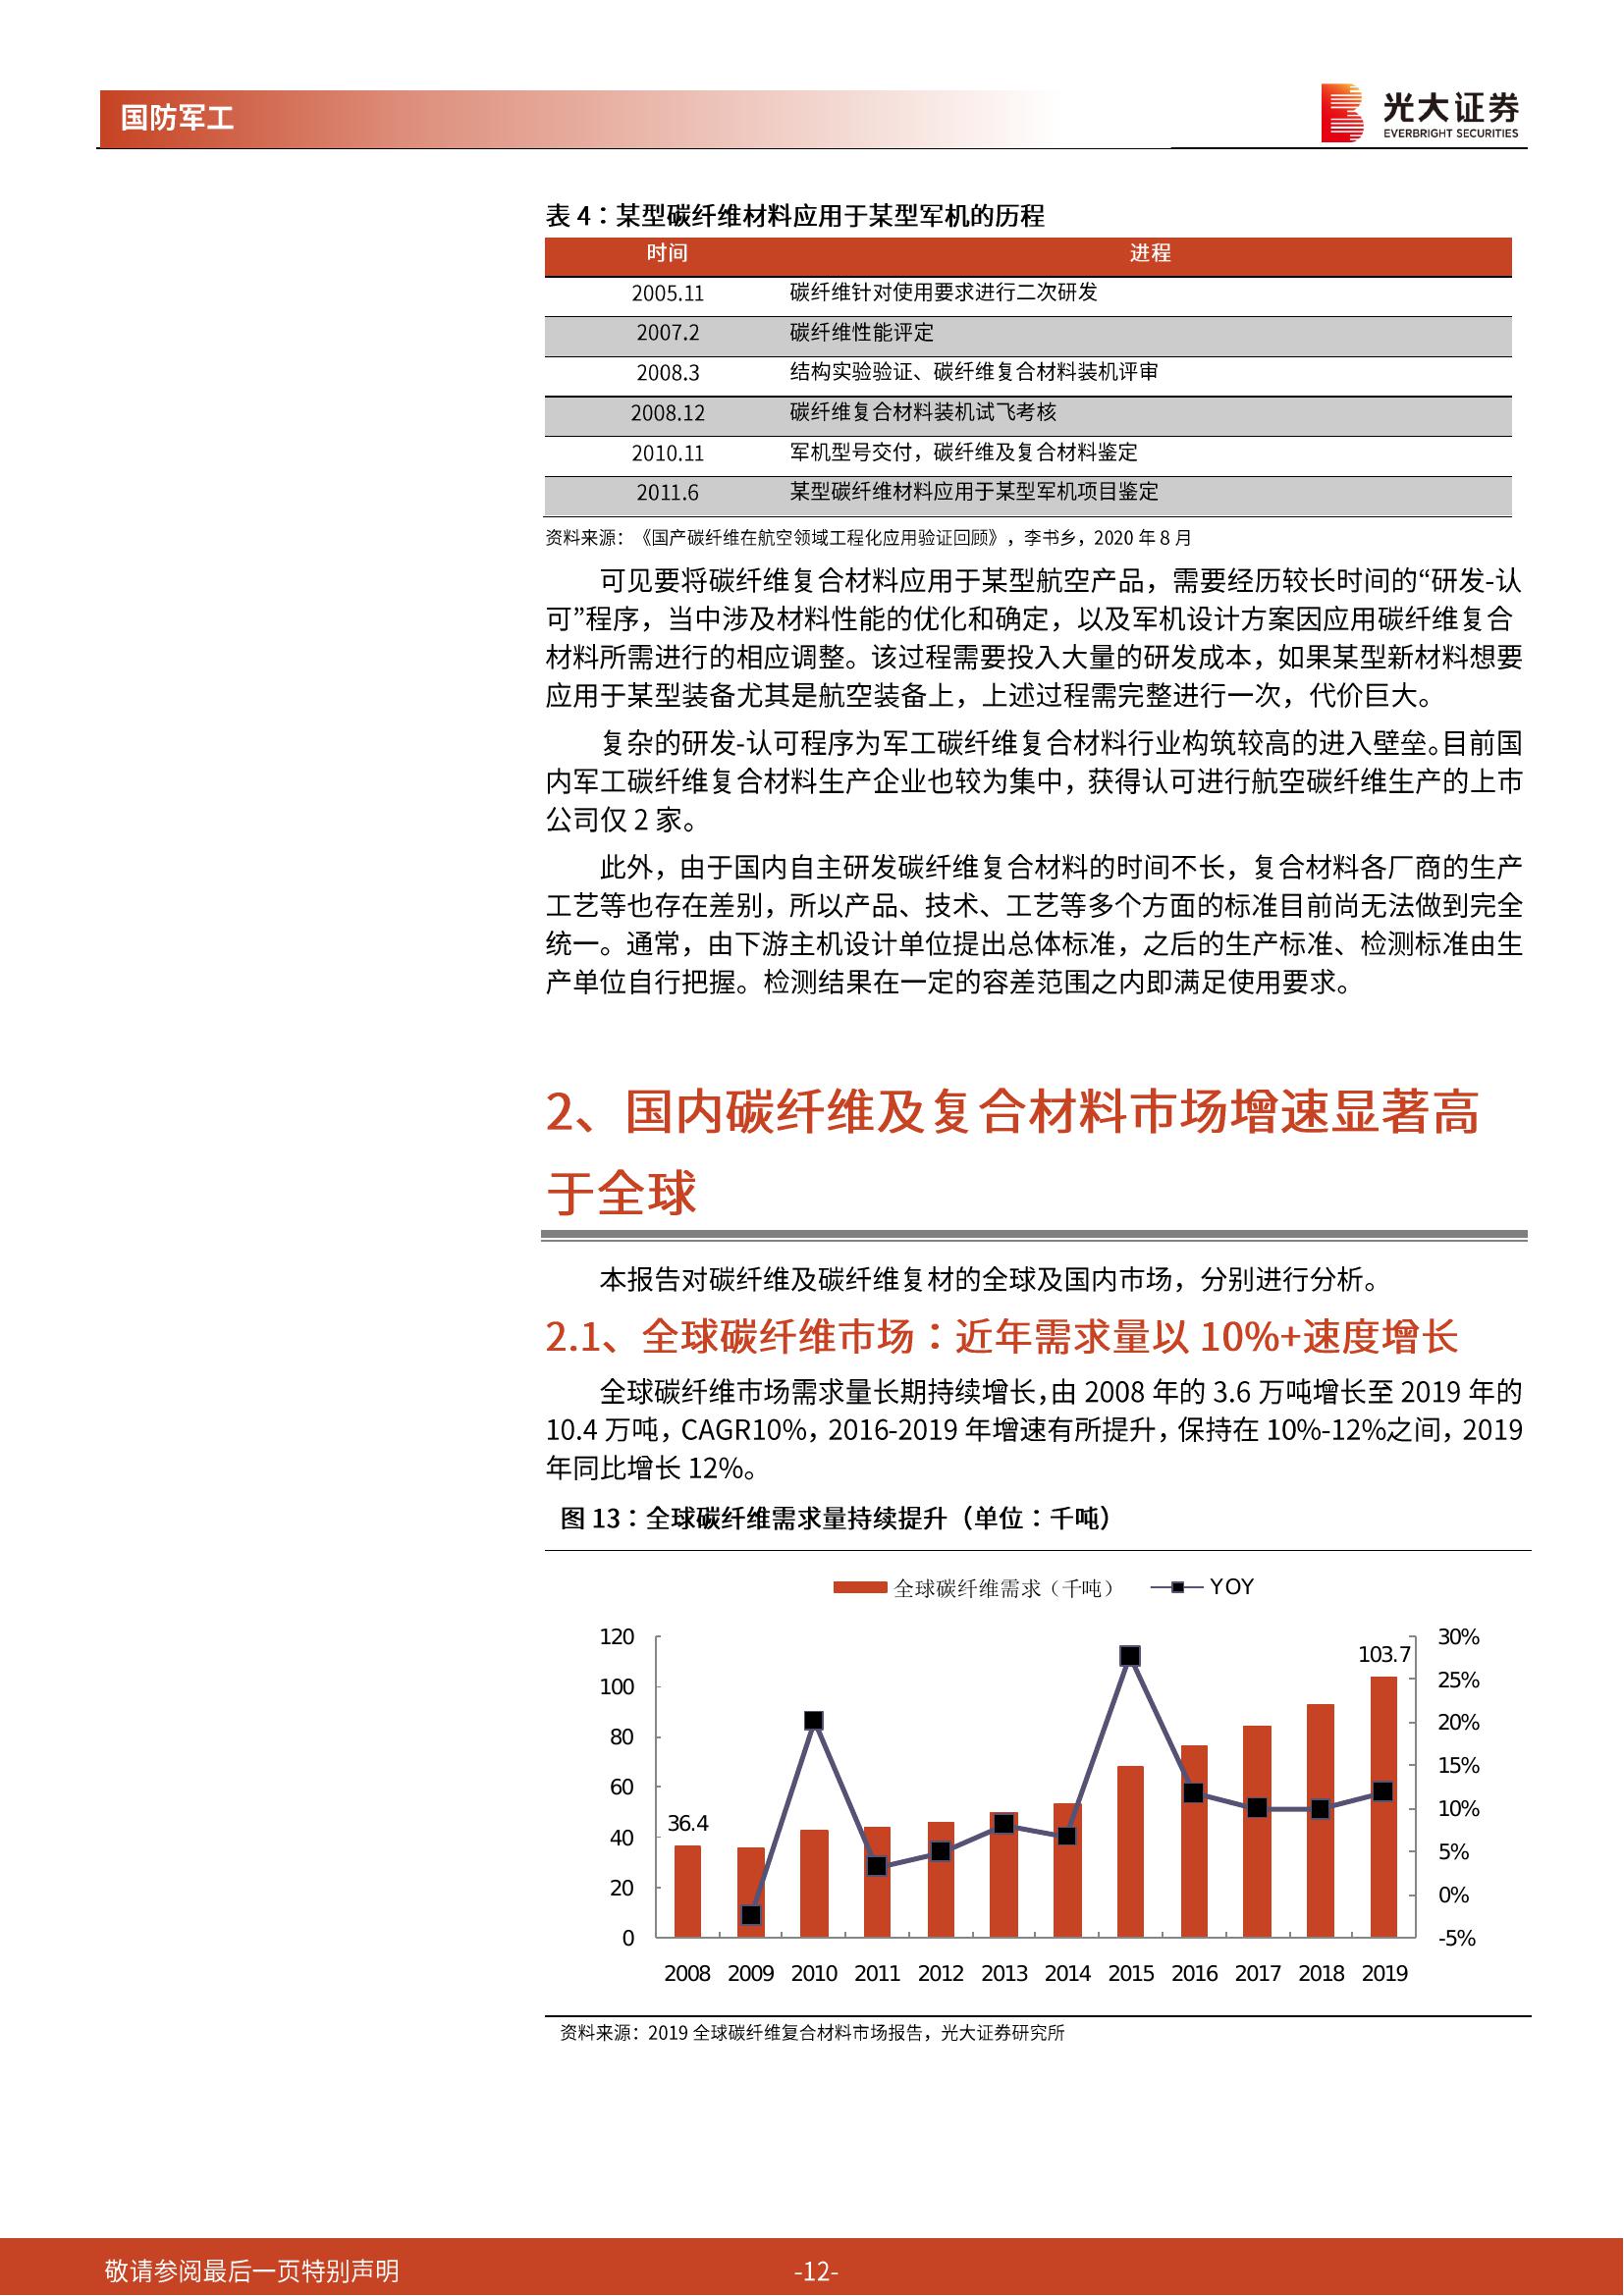 国防军工
光大证券
EVERBRIGHT SECURITIES
表 4：某型碳纤维材料应用于某型军机的历程
时间 进程
2005.11 碳纤维针对使用要求进行二次研发
2007.2 碳纤维性能评定
2008.3 结构实验验证、碳纤维复合材料装机评审
2008.12 碳纤维复合材料装机试飞考核
2010.11 军机型号交付，碳纤维及复合材料鉴定
2011.6 某型碳纤维材料应用于某型军机项目鉴定
资料来源：《国产碳纤维在航空领域工程化应用验证回顾》，李书乡，2020 年 8 月
可见要将碳纤维复合材料应用于某型航空产品，需要经历较长时间的“研发-认
可”程序，当中涉及材料性能的优化和确定，以及军机设计方案因应用碳纤维复合
材料所需进行的相应调整。该过程需要投入大量的研发成本，如果某型新材料想要
应用于某型装备尤其是航空装备上，上述过程需完整进行一次，代价巨大。
复杂的研发-认可程序为军工碳纤维复合材料行业构筑较高的进入壁垒。目前国
内军工碳纤维复合材料生产企业也较为集中，获得认可进行航空碳纤维生产的上市
公司仅 2 家。
此外，由于国内自主研发碳纤维复合材料的时间不长，复合材料各厂商的生产
工艺等也存在差别，所以产品、技术、工艺等多个方面的标准目前尚无法做到完全
统一。通常，由下游主机设计单位提出总体标准，之后的生产标准、检测标准由生
产单位自行把握。检测结果在一定的容差范围之内即满足使用要求。
2、国内碳纤维及复合材料市场增速显著高
于全球
本报告对碳纤维及碳纤维复材的全球及国内市场，分别进行分析。
2.1、全球碳纤维市场：近年需求量以 10%+速度增长
全球碳纤维市场需求量长期持续增长，由 2008 年的 3.6 万吨增长至 2019 年的
10.4 万吨，CAGR10%，2016-2019 年增速有所提升，保持在 10%-12%之间，2019
年同比增长 12%。
图 13：全球碳纤维需求量持续提升（单位：千吨）
全球碳纤维需求（千吨） YOY
120 30%
103.7
25%
100
20%
80
15%
60
10%
36.4
40
5%
20
0%
0 -5%
2008 2009 2010 2011 2012 2013 2014 2015 2016 2017 2018 2019
资料来源：2019 全球碳纤维复合材料市场报告，光大证券研究所
敬请参阅最后一页特别声明 -12-